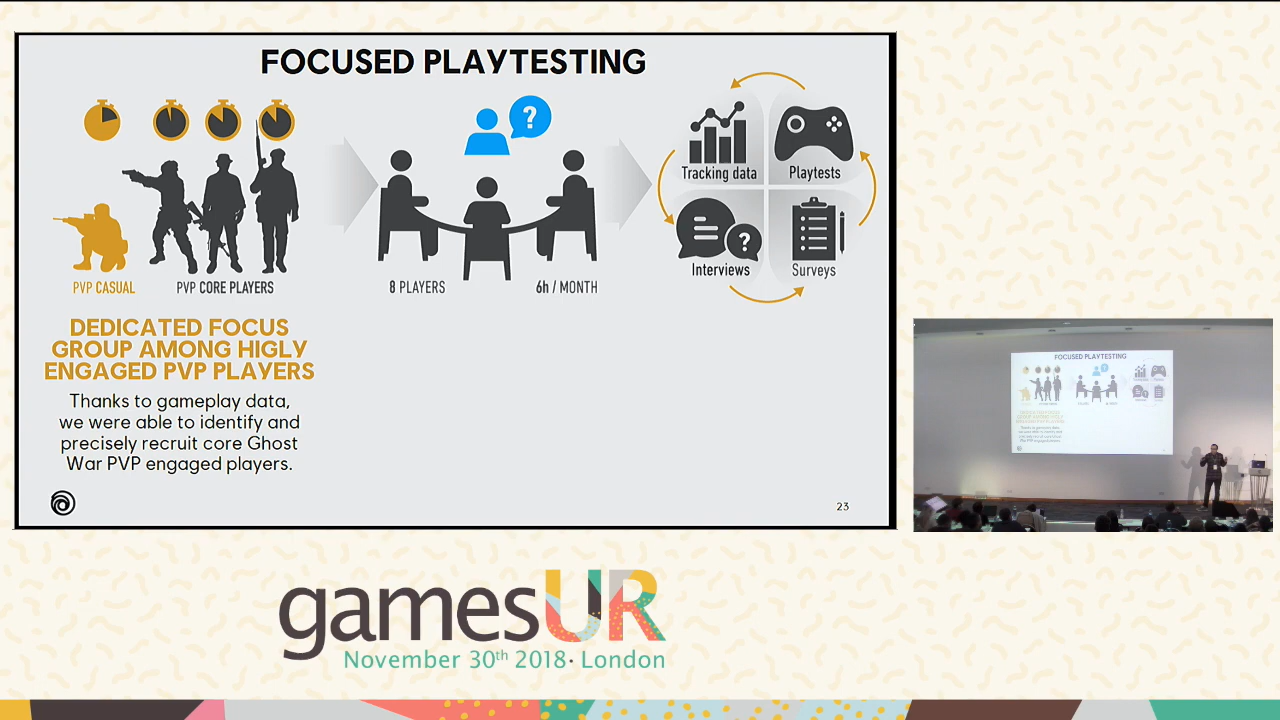 FOCUSED PLAYTESTING
?
Tracking data
Playtests
?
Interviews
Surveys
PVP CASUAL
PVP CORE PLAYERS
8 PLAYERS
6h / MONTH
DEDICATED FOCUS
GROUP AMONG HIGLY
ENGAGED PVP PLAYERS
Thanks to gameplay data,
we were able to identify and
precisely recruit core Ghost
War PVP engaged players.
23
FOCUSED PLAYTESTING
gamesUR
November 30th 2018 · London